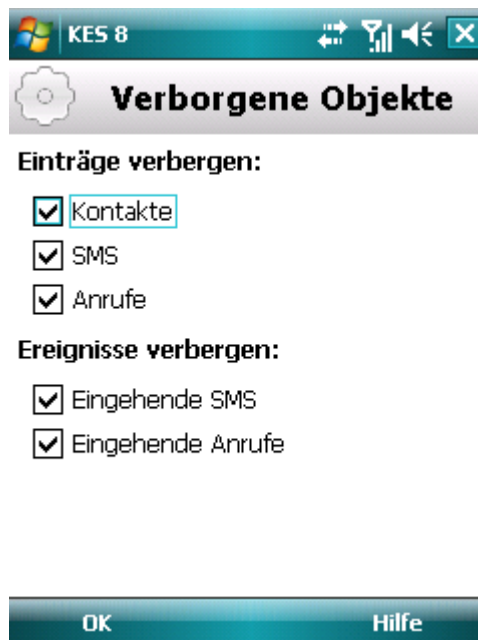 KES 8
Verborgene Objekte
Einträge verbergen:
Kontakte
SMS
Anrufe
Ereignisse verbergen:
Eingehende SMS
Eingehende Anrufe
OK Hilfe